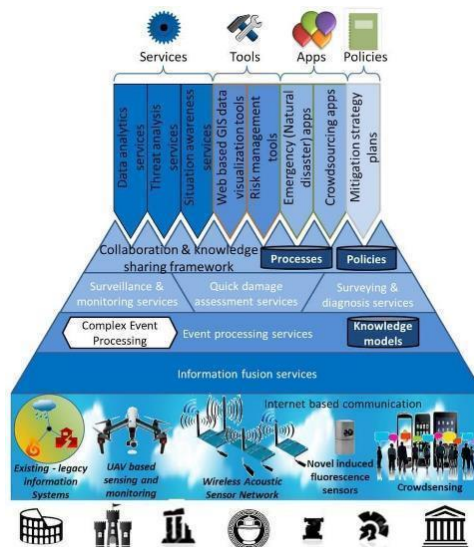 Services
Tools
Apps
Policies
Data analytics
services
Threat analysis
services
Situation awareness
services
Web based GIS data
visualization tools
Risk management
tools
Emergency (Natural
disaster) apps
Crowdsourcing apps
Mitigation strategy
plans
Collaboration & knowledge
sharing framework
Processes
Policies
Surveillance &
monitoring services
Quick damage
assessment services
Surveying
& diagnosis services
Complex Event
Processing
Event processing services
Knowledge
models
Information fusion services
Internet based communication
Existing - legacy
information
Systems
UAV based
sensing and
monitoring
Wireless Acoustic
Sensor Network
Novel induced
fluorescence
sensors
Crowdsensing